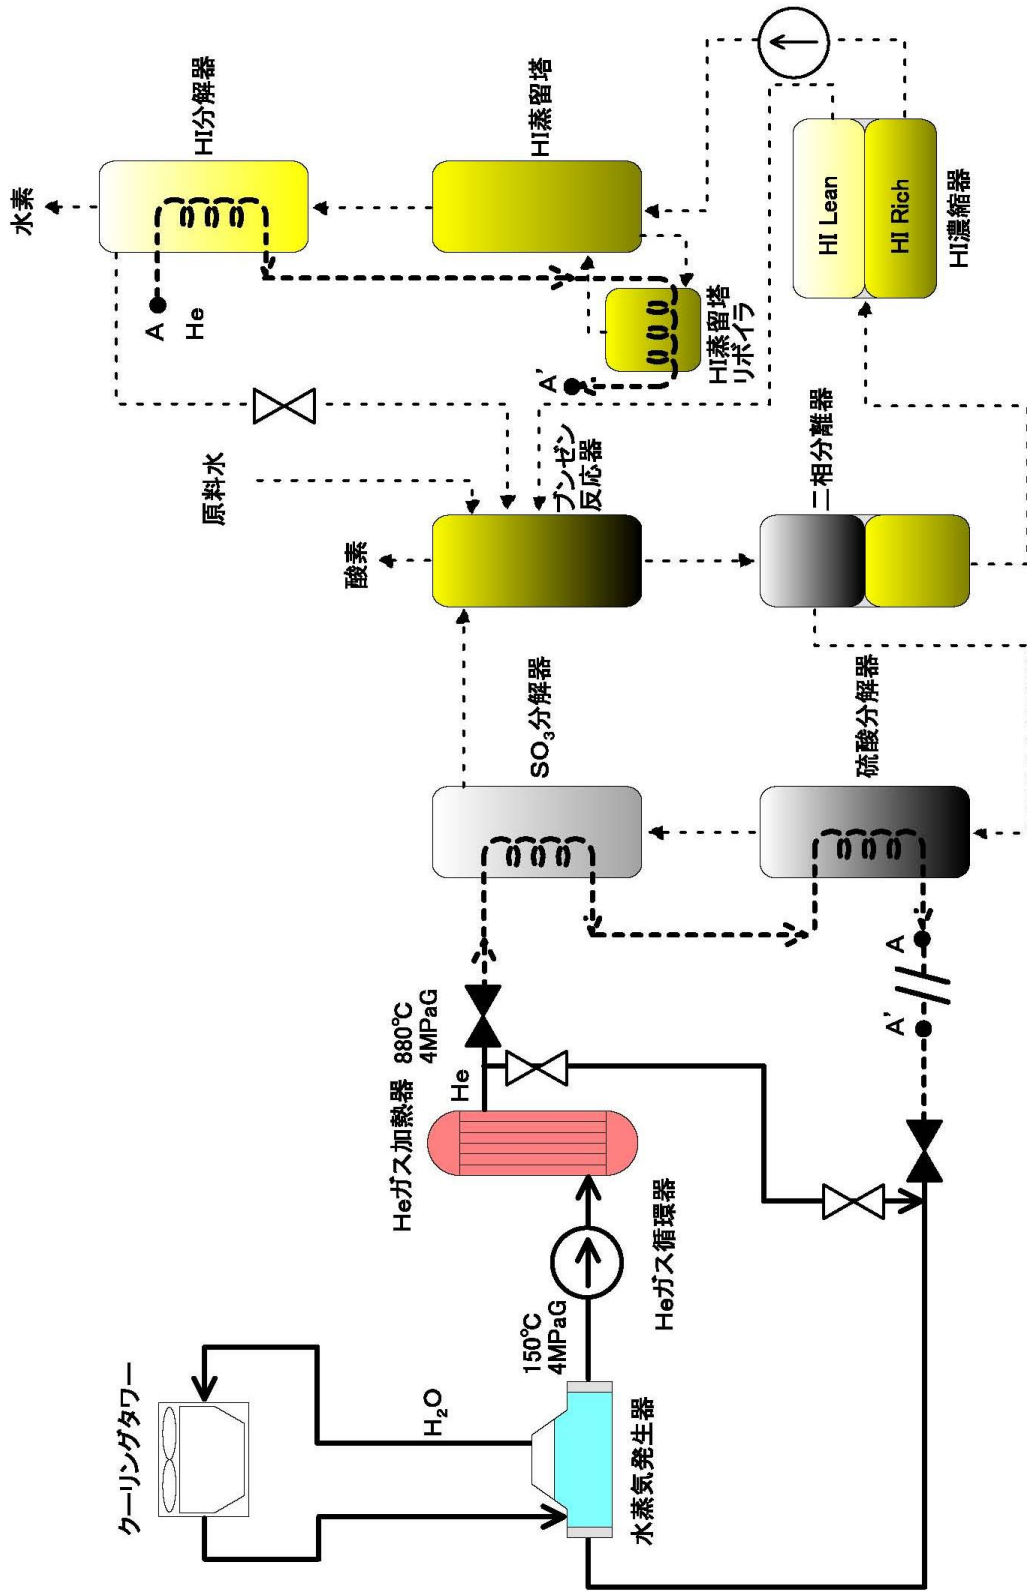 クーリングタワー
H₂O
水蒸気発生器
150℃
4MPaG
Heガス循環器
Heガス加熱器
He
880℃
4MPaG
SO₃分解器
硫酸分解器
A'
A
酸素
原料水
ブンゼン
反応器
二相分離器
水素
HI分解器
A
He
HI蒸留塔
A'
HI蒸留塔
リボイラ
HI Lean
HI Rich
HI濃縮器